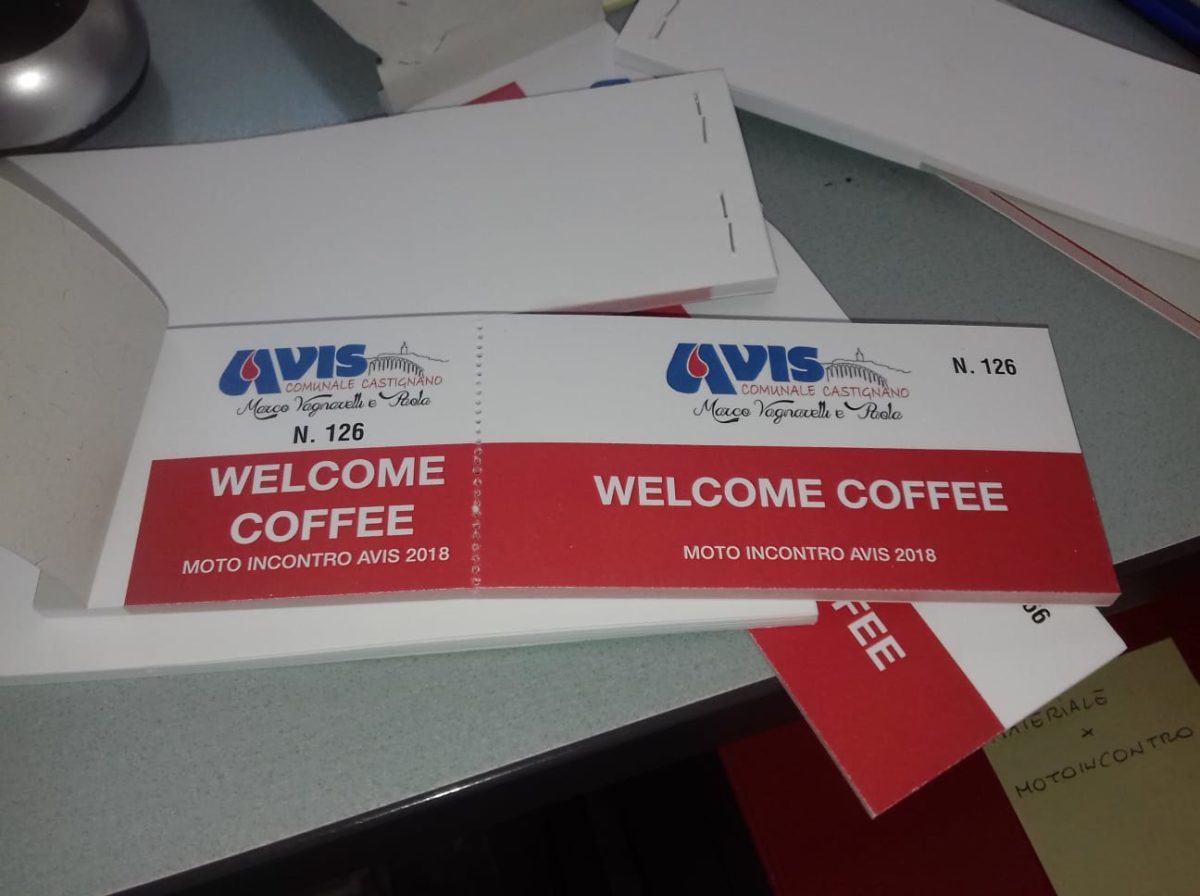 AVIS
COMUNALE CASTIGNANO
Marco Vagnarelli e Paola
N. 126
WELCOME
COFFEE
MOTO INCONTRO AVIS 2018
AVIS
COMUNALE CASTIGNANO
Marco Vagnarelli e Paola
N. 126
WELCOME COFFEE
MOTO INCONTRO AVIS 2018
FEE
MATERIALE
x
MOTOINCONTRO